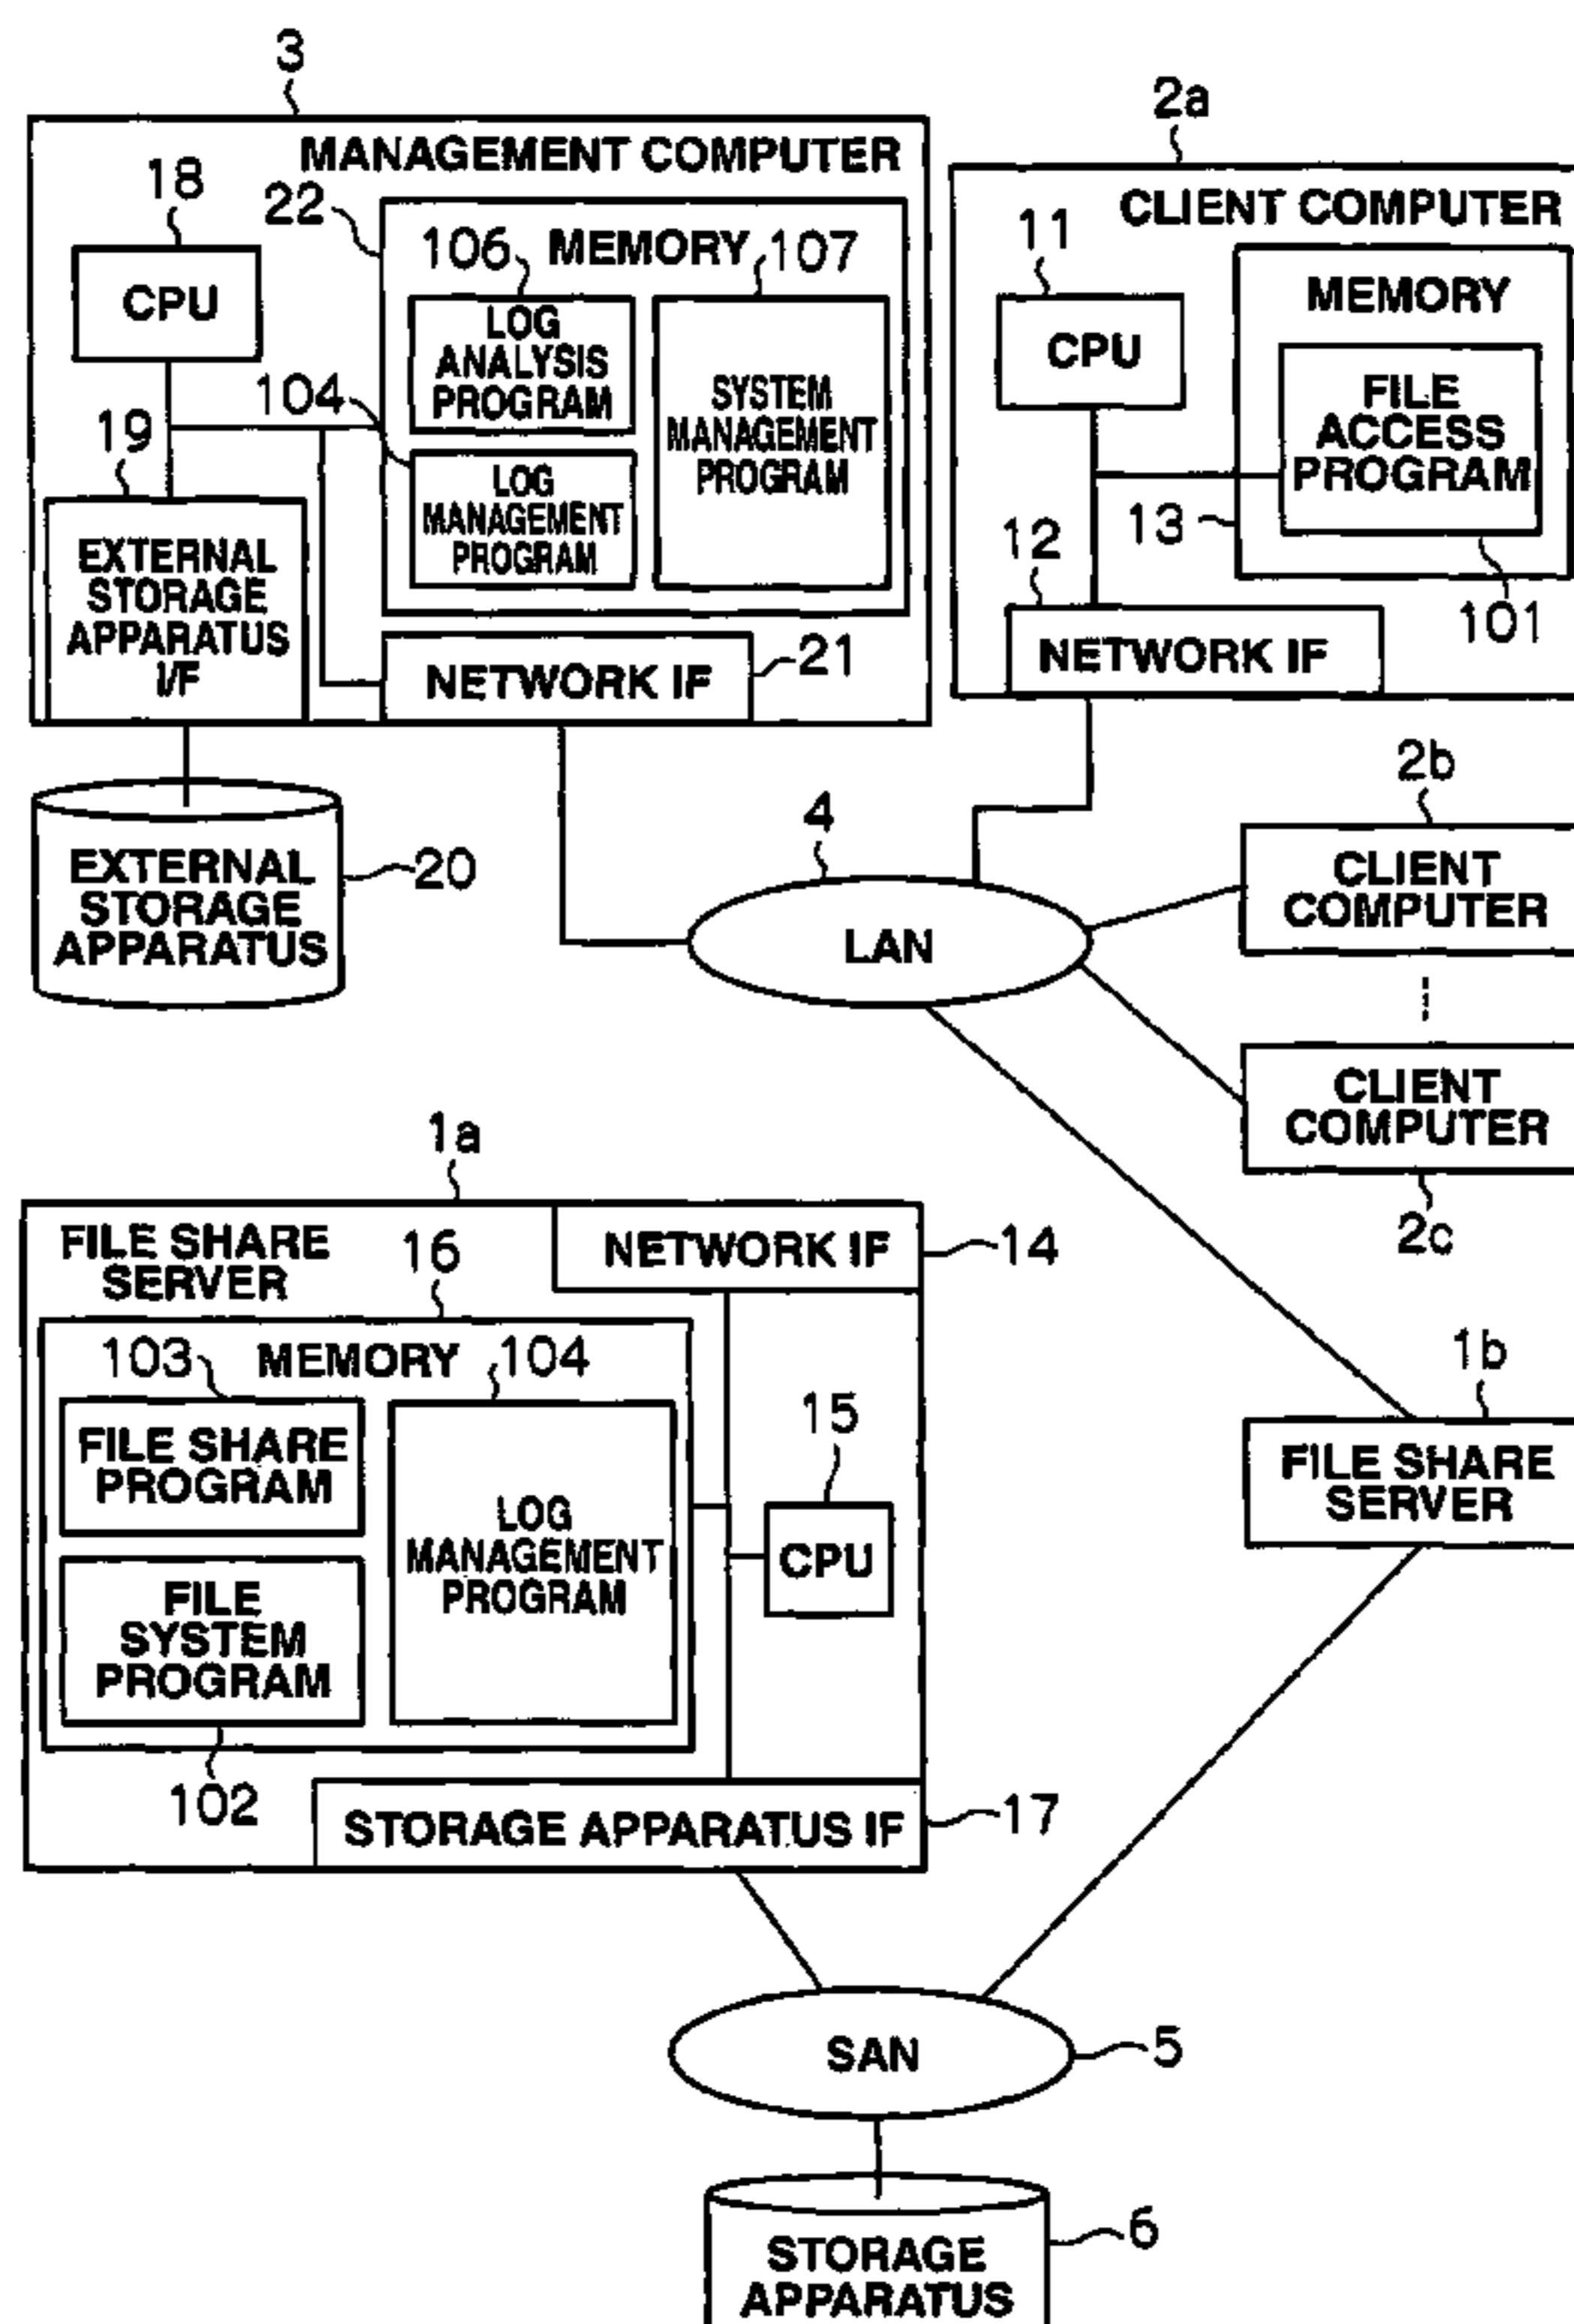 3
MANAGEMENT COMPUTER
18
CPU
22
MEMORY
106
107
LOG
ANALYSIS
PROGRAM
SYSTEM
MANAGEMENT
PROGRAM
104
LOG
MANAGEMENT
PROGRAM
19
EXTERNAL
STORAGE
APPARATUS
I/F
NETWORK IF
21
EXTERNAL
STORAGE
APPARATUS
20
2a
CLIENT COMPUTER
11
CPU
MEMORY
FILE
ACCESS
PROGRAM
13
101
12
NETWORK IF
4
LAN
2b
CLIENT
COMPUTER
CLIENT
COMPUTER
2c
1a
FILE SHARE
SERVER
NETWORK IF
14
16
MEMORY
103
FILE SHARE
PROGRAM
104
LOG
MANAGEMENT
PROGRAM
15
CPU
FILE
SYSTEM
PROGRAM
102
STORAGE APPARATUS IF
17
1b
FILE SHARE
SERVER
SAN
5
STORAGE
APPARATUS
6